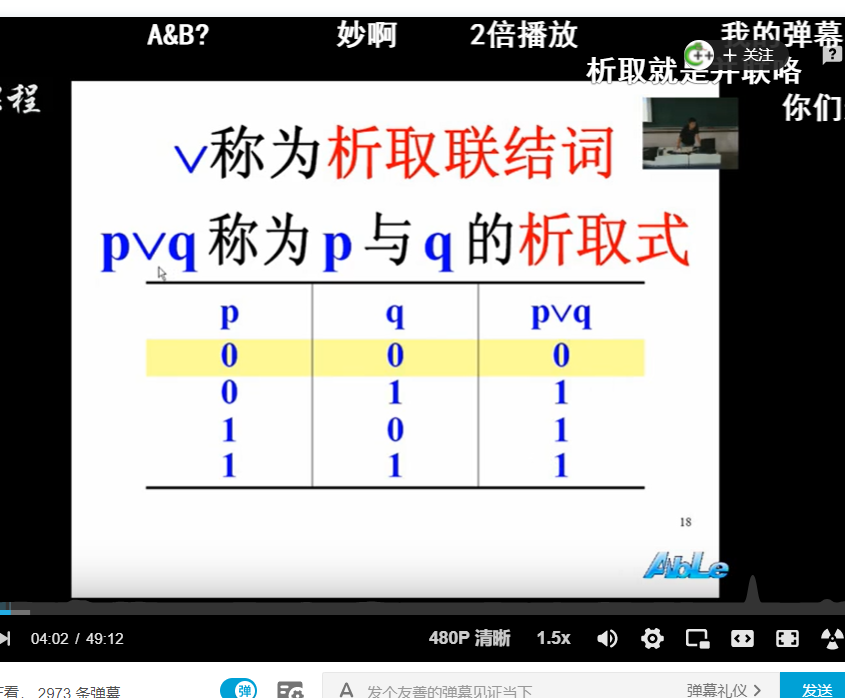 A&B?
妙啊
2倍播放
我的弹幕
+ 关注
?
析取就是并联咯
程
你们
∨称为析取联结词
p∨q 称为 p 与 q 的析取式
p q p∨q
0 0 0
0 1 1
1 0 1
1 1 1
18
AbLe
04:02 / 49:12
480P 清晰
1.5x
看， 2973 条弹幕
弹
A 发个友善的弹幕见证当下
弹幕礼仪 >
发送